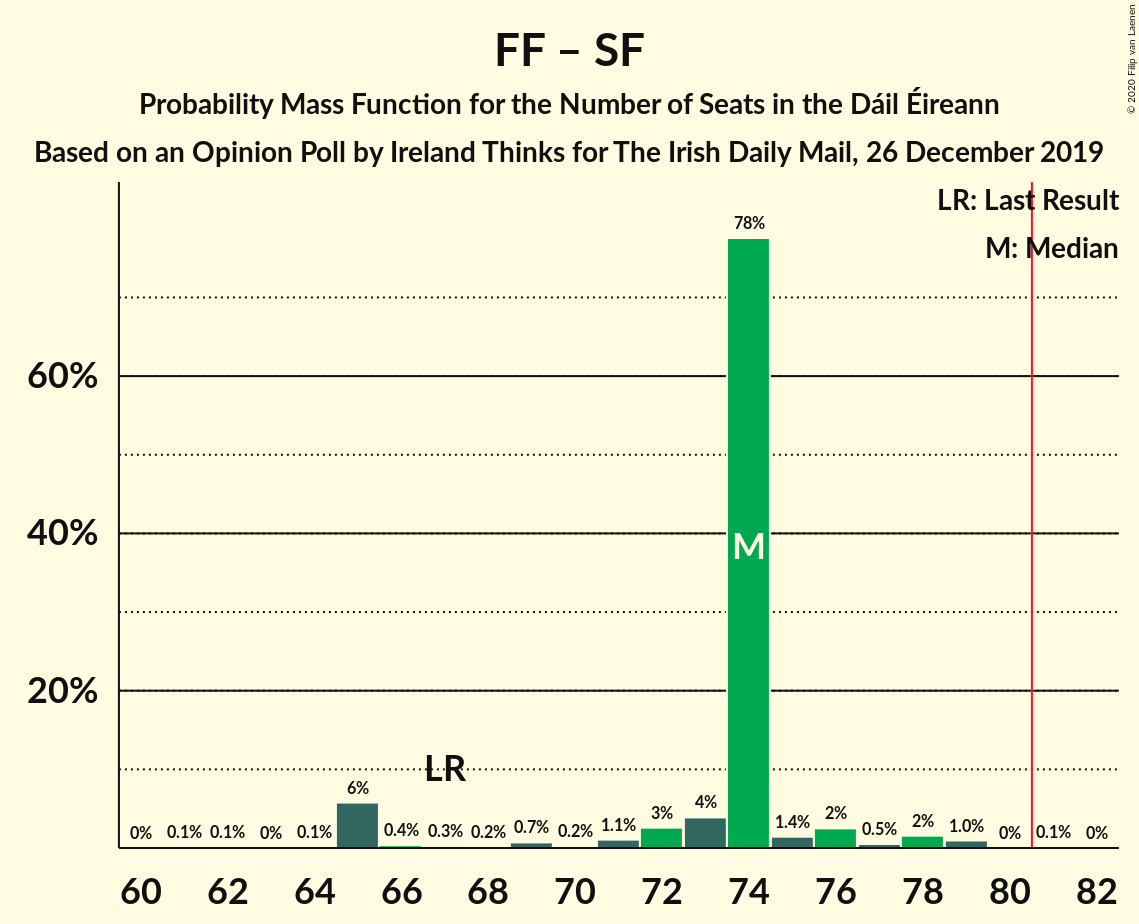 FF – SF
Probability Mass Function for the Number of Seats in the Dáil Éireann
Based on an Opinion Poll by Ireland Thinks for The Irish Daily Mail, 26 December 2019
© 2020 Filip van Laenen
LR: Last Result
M: Median
78%
60%
40%
M
20%
LR
0% 0.1% 0.1% 0% 0.1% 6% 0.4% 0.3% 0.2% 0.7% 0.2% 1.1% 3% 4% 1.4% 2% 0.5% 2% 1.0% 0% 0.1% 0%
60 62 64 66 68 70 72 74 76 78 80 82